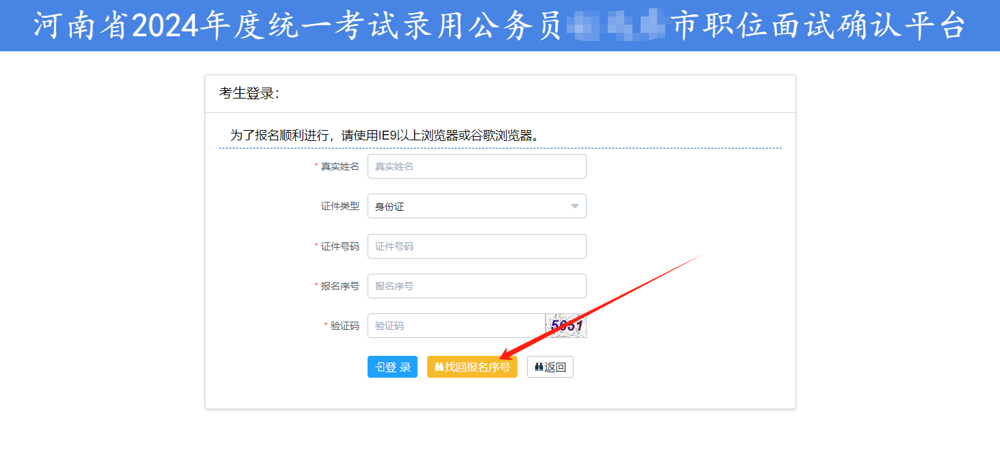 河南省2024年度统一考试录用公务员市职位面试确认平台
考生登录：
为了报名顺利进行，请使用IE9以上浏览器或谷歌浏览器。
* 真实姓名 真实姓名
证件类型 身份证
* 证件号码 证件号码
* 报名序号 报名序号
* 验证码 验证码
登 录 找回报名序号 返回